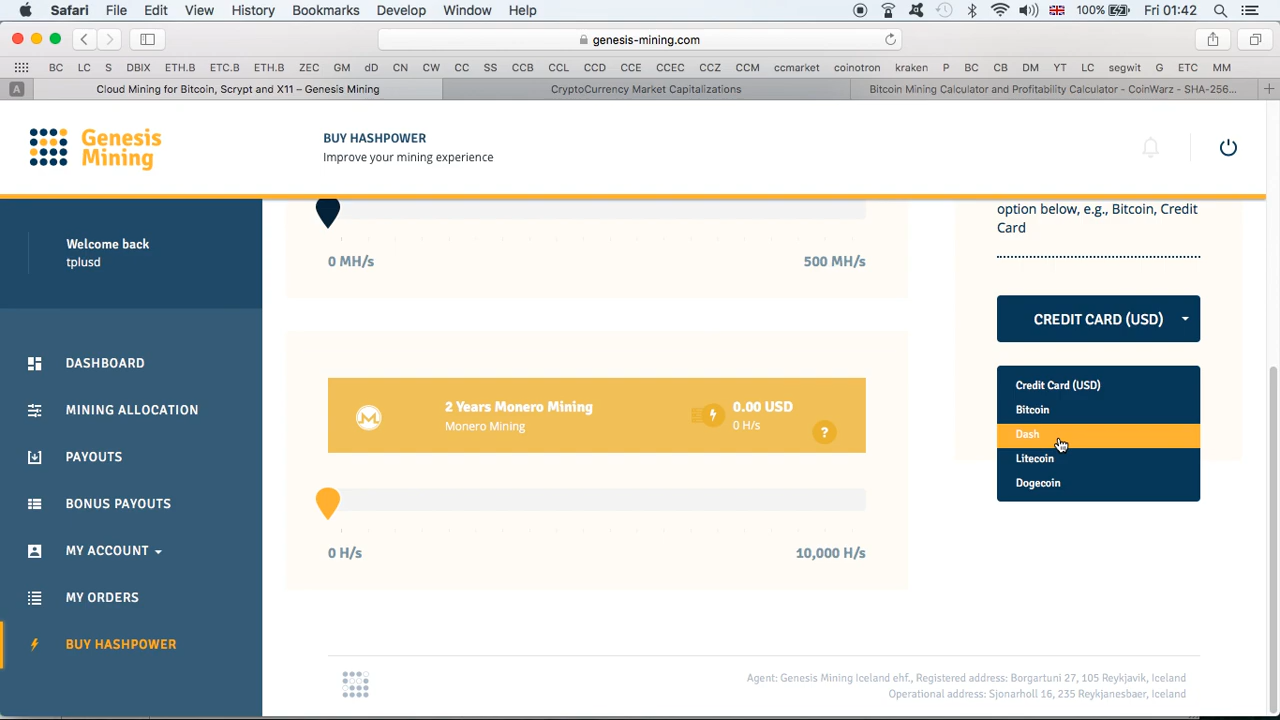 Safari File Edit View History Bookmarks Develop Window Help 100% Fri 01:42
genesis-mining.com
BC LC S DBIX ETH.B ETC.B ETH.B ZEC GM dD CN CW CC SS CCB CCL CCD CCE CCEC CCZ CCM ccmarket coinotron kraken P BC CB DM YT LC segwit G ETC MM
A Cloud Mining for Bitcoin, Scrypt and X11 – Genesis Mining CryptoCurrency Market Capitalizations Bitcoin Mining Calculator and Profitability Calculator - CoinWarz - SHA-256...
Genesis
Mining
BUY HASHPOWER
Improve your mining experience
Welcome back
tplusd
DASHBOARD
MINING ALLOCATION
PAYOUTS
BONUS PAYOUTS
MY ACCOUNT
MY ORDERS
BUY HASHPOWER
0 MH/s 500 MH/s
2 Years Monero Mining
Monero Mining
0.00 USD
0 H/s
?
0 H/s 10,000 H/s
option below, e.g., Bitcoin, Credit
Card
CREDIT CARD (USD)
Credit Card (USD)
Bitcoin
Dash
Litecoin
Dogecoin
Agent: Genesis Mining Iceland ehf., Registered address: Borgartuni 27, 105 Reykjavik, Iceland
Operational address: Sjonarholl 16, 235 Reykjanesbaer, Iceland